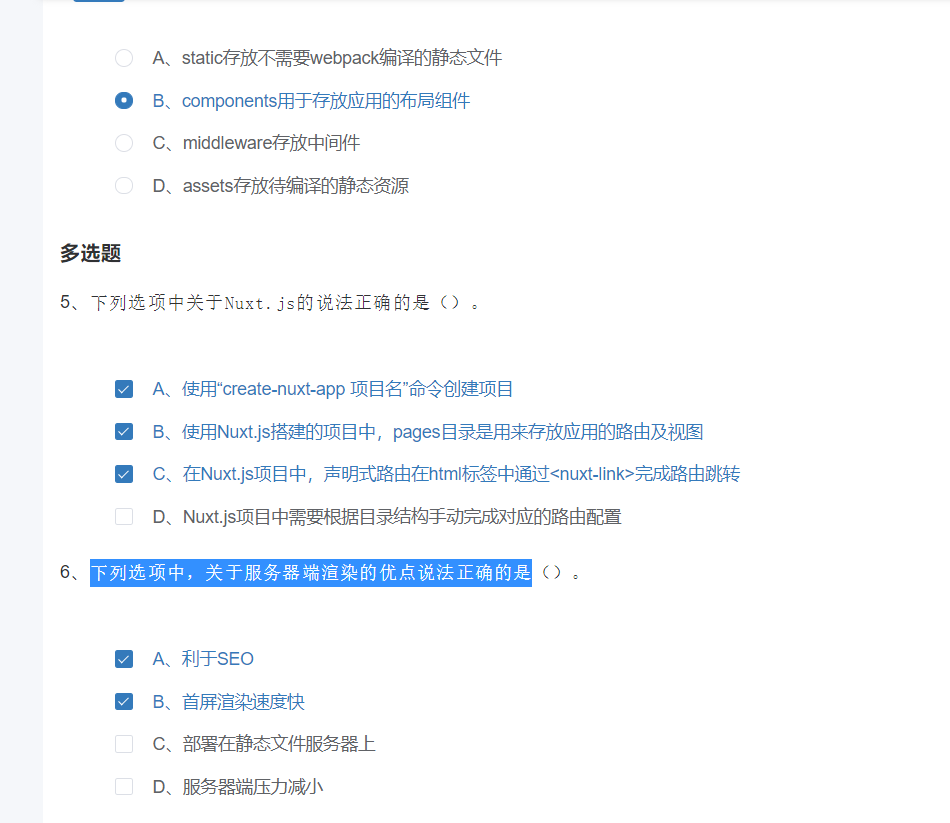 A、static存放不需要webpack编译的静态文件
B、components用于存放应用的布局组件
C、middleware存放中间件
D、assets存放待编译的静态资源
多选题
5、下列选项中关于Nuxt.js的说法正确的是（）。
A、使用“create-nuxt-app 项目名”命令创建项目
B、使用Nuxt.js搭建的项目中，pages目录是用来存放应用的路由及视图
C、在Nuxt.js项目中，声明式路由在html标签中通过<nuxt-link>完成路由跳转
D、Nuxt.js项目中需要根据目录结构手动完成对应的路由配置
6、下列选项中，关于服务器端渲染的优点说法正确的是（）。
A、利于SEO
B、首屏渲染速度快
C、部署在静态文件服务器上
D、服务器端压力减小